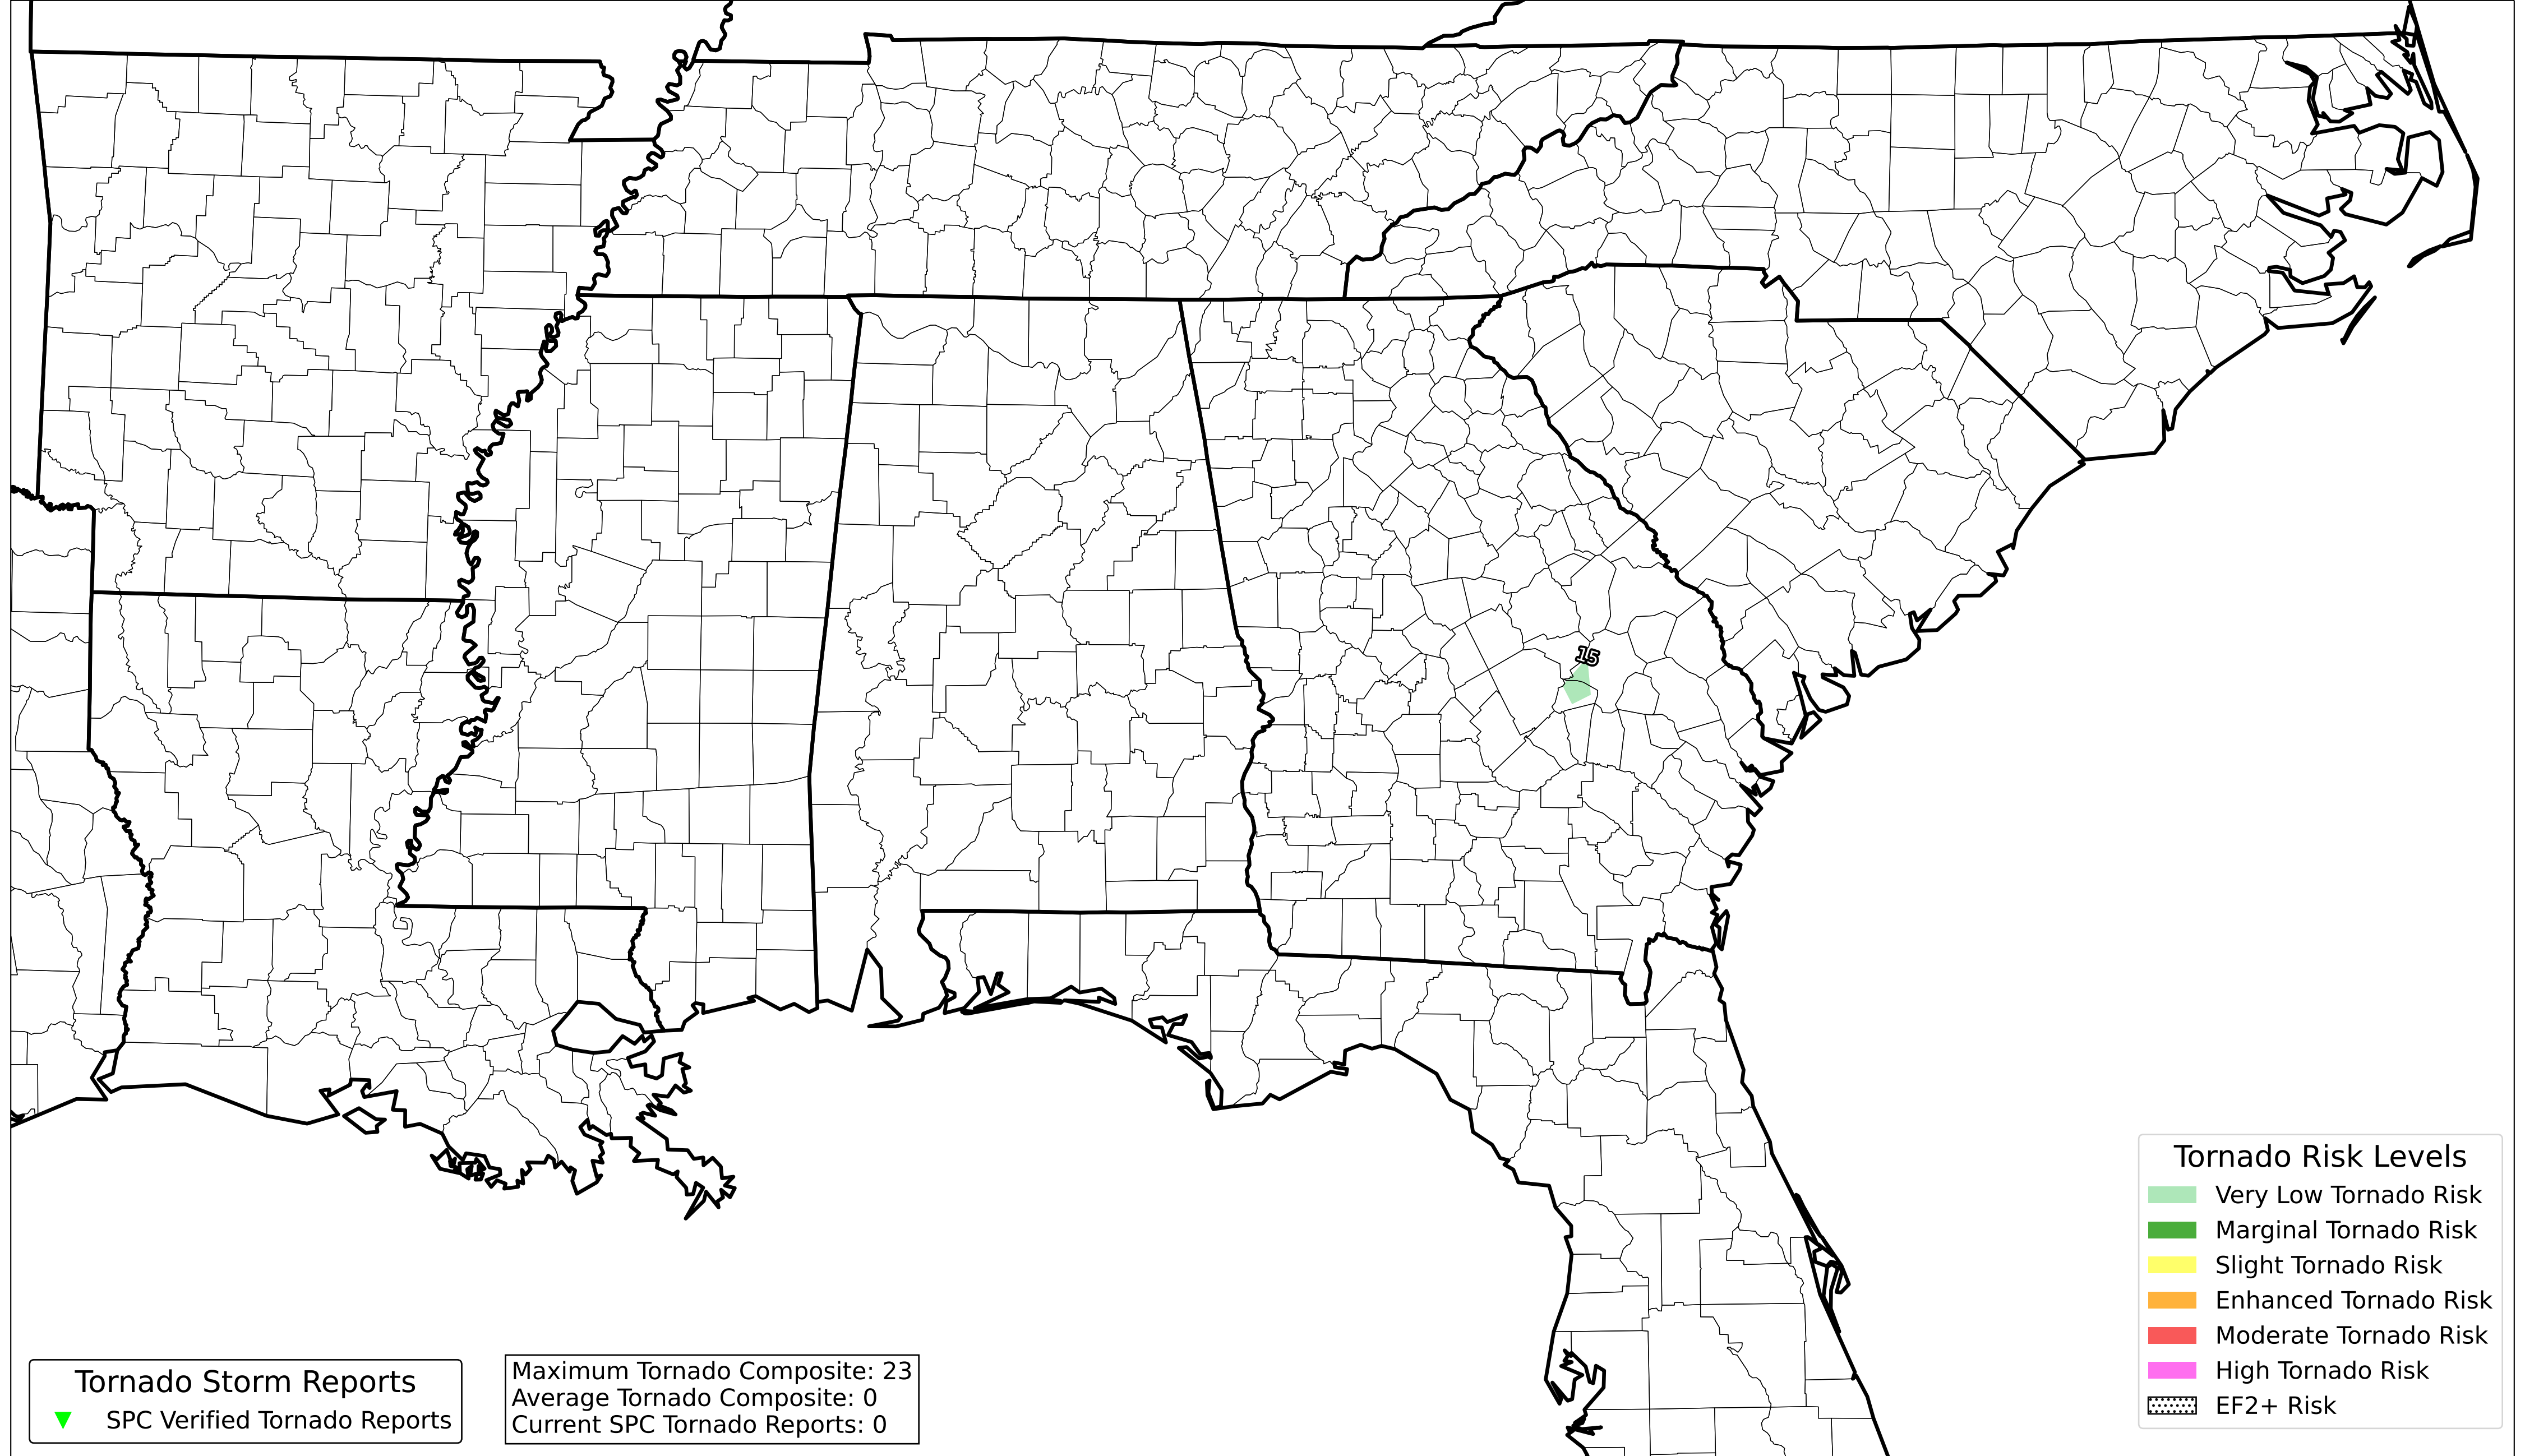 15
Tornado Risk Levels
Very Low Tornado Risk
Marginal Tornado Risk
Slight Tornado Risk
Enhanced Tornado Risk
Moderate Tornado Risk
High Tornado Risk
EF2+ Risk
Tornado Storm Reports
SPC Verified Tornado Reports
Maximum Tornado Composite: 23
Average Tornado Composite: 0
Current SPC Tornado Reports: 0